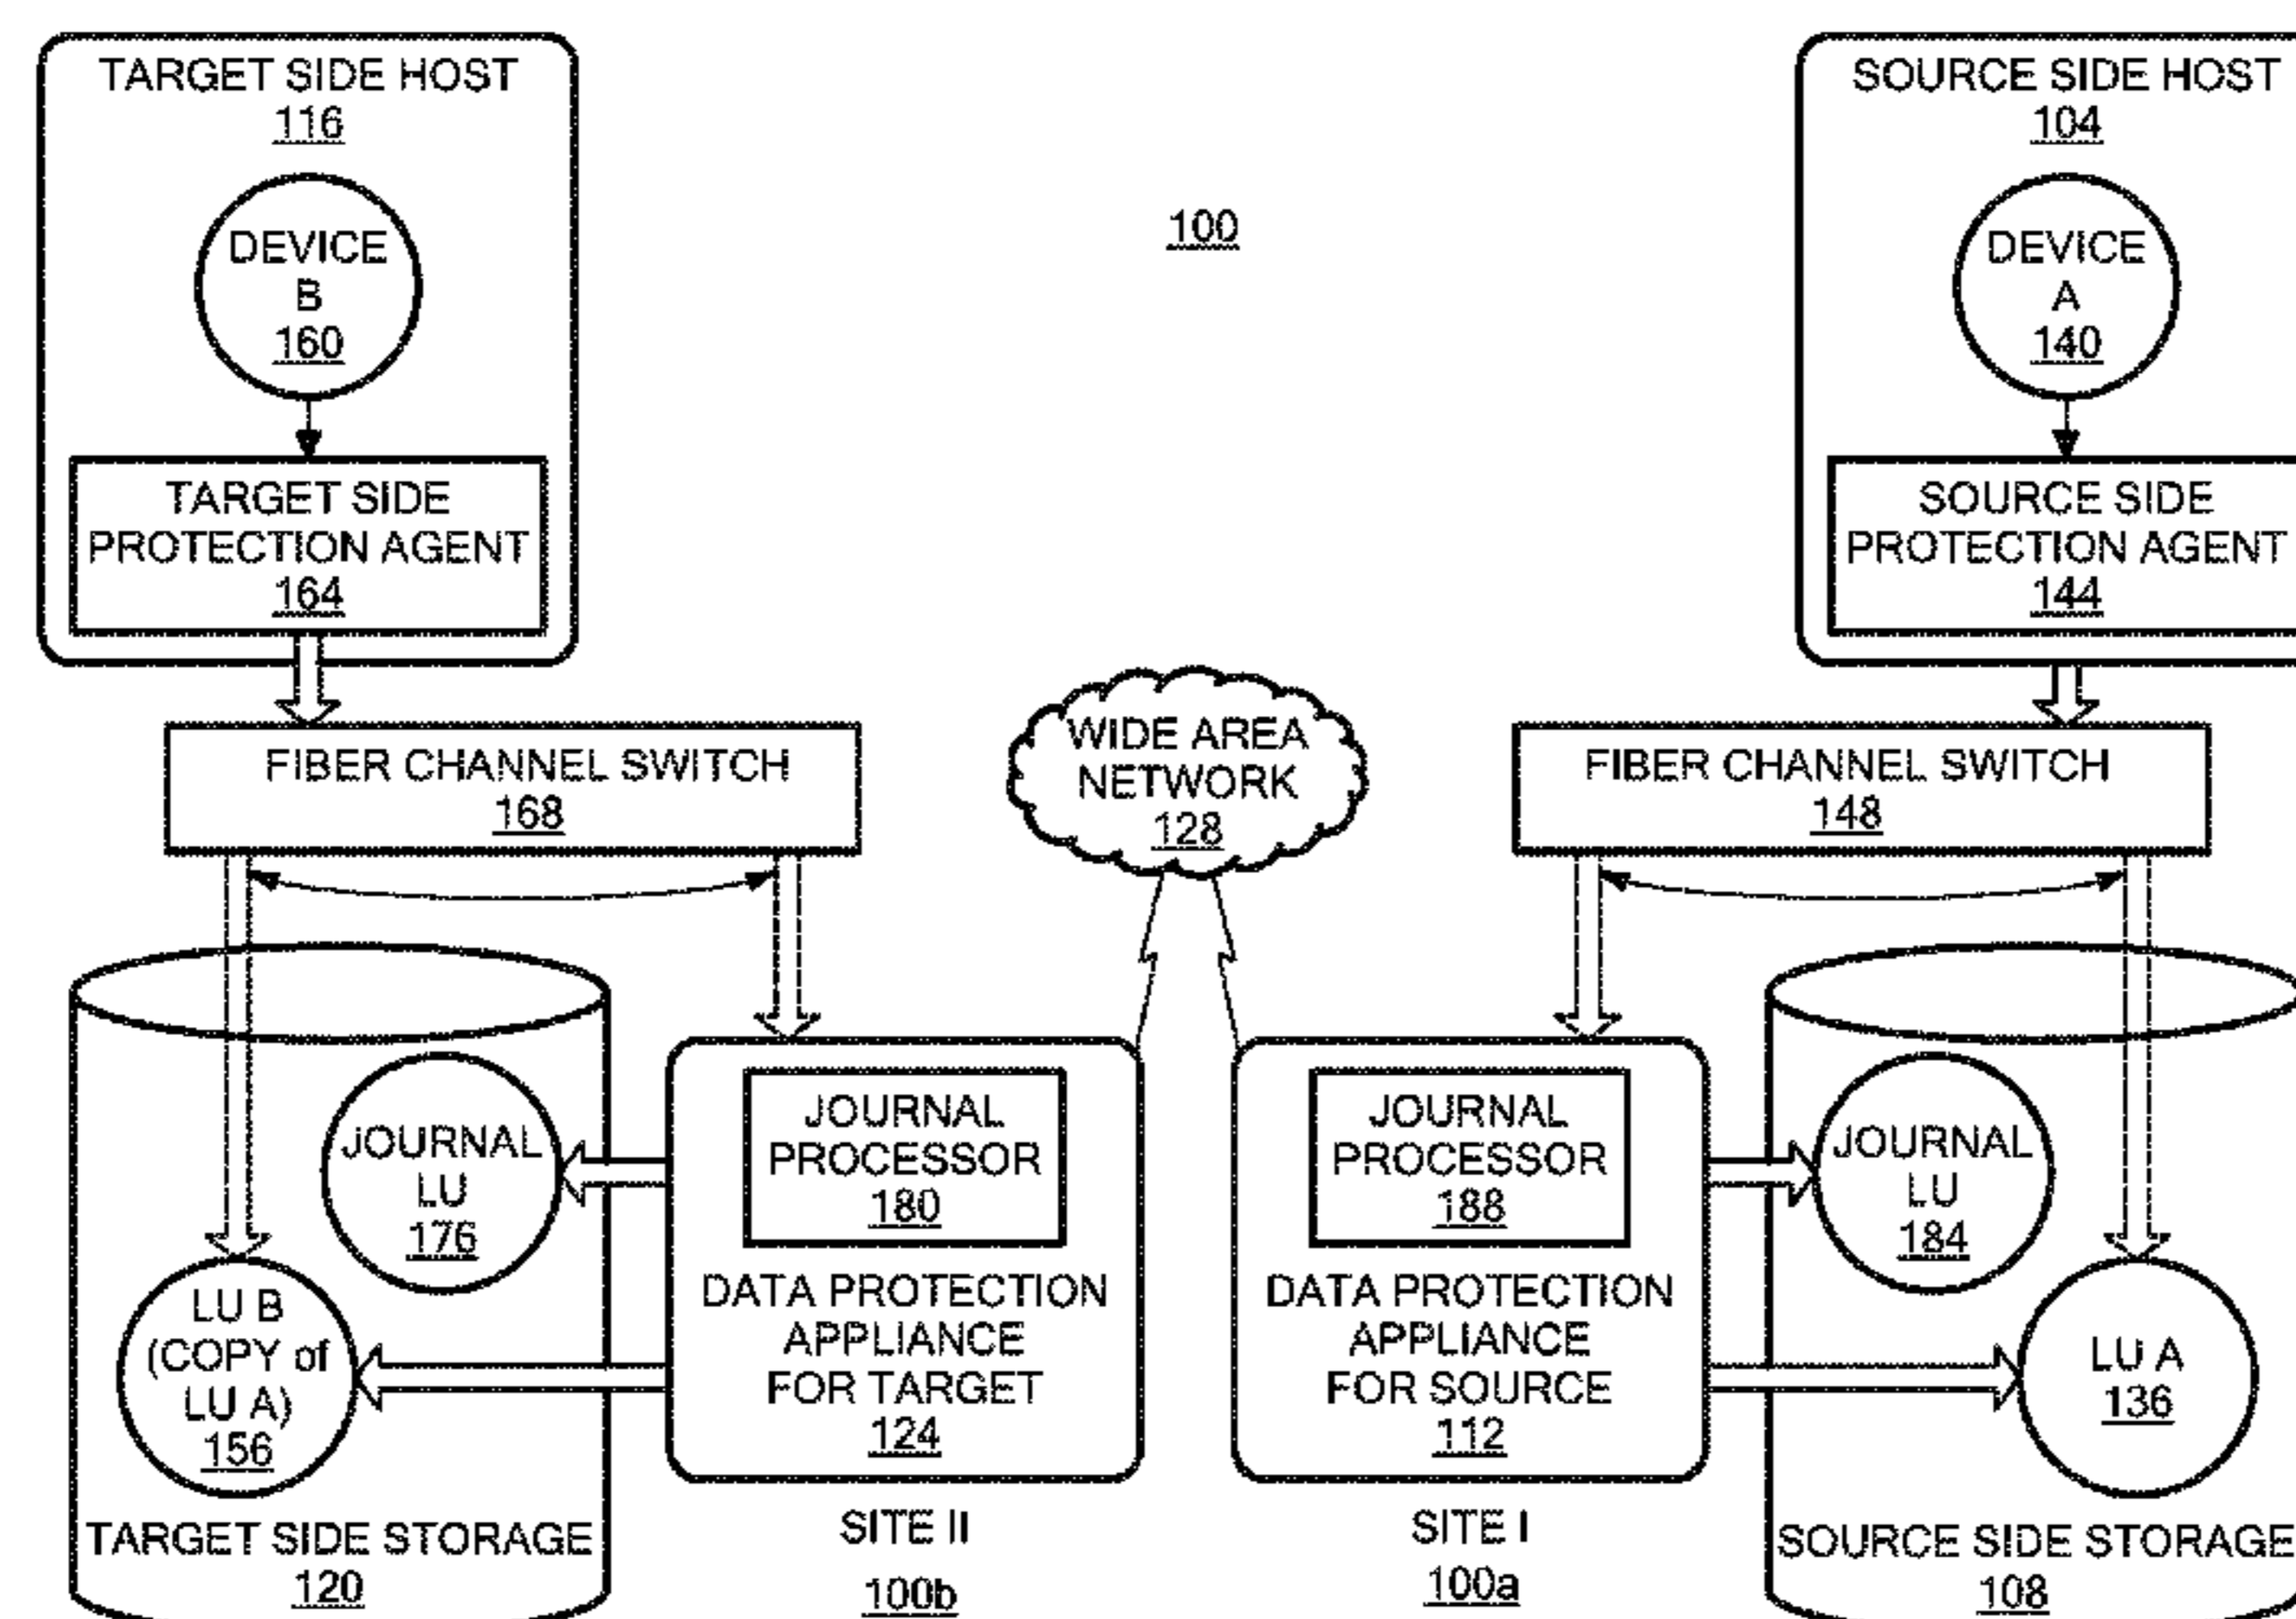 TARGET SIDE HOST
116
DEVICE
B
160
TARGET SIDE
PROTECTION AGENT
164
100
SOURCE SIDE HOST
104
DEVICE
A
140
SOURCE SIDE
PROTECTION AGENT
144
FIBER CHANNEL SWITCH
168
WIDE AREA
NETWORK
128
FIBER CHANNEL SWITCH
148
JOURNAL
LU
176
LU B
(COPY of
LU A)
156
TARGET SIDE STORAGE
120
JOURNAL
PROCESSOR
180
DATA PROTECTION
APPLIANCE
FOR TARGET
124
SITE II
100b
JOURNAL
PROCESSOR
188
DATA PROTECTION
APPLIANCE
FOR SOURCE
112
SITE I
100a
JOURNAL
LU
184
LU A
136
SOURCE SIDE STORAGE
108